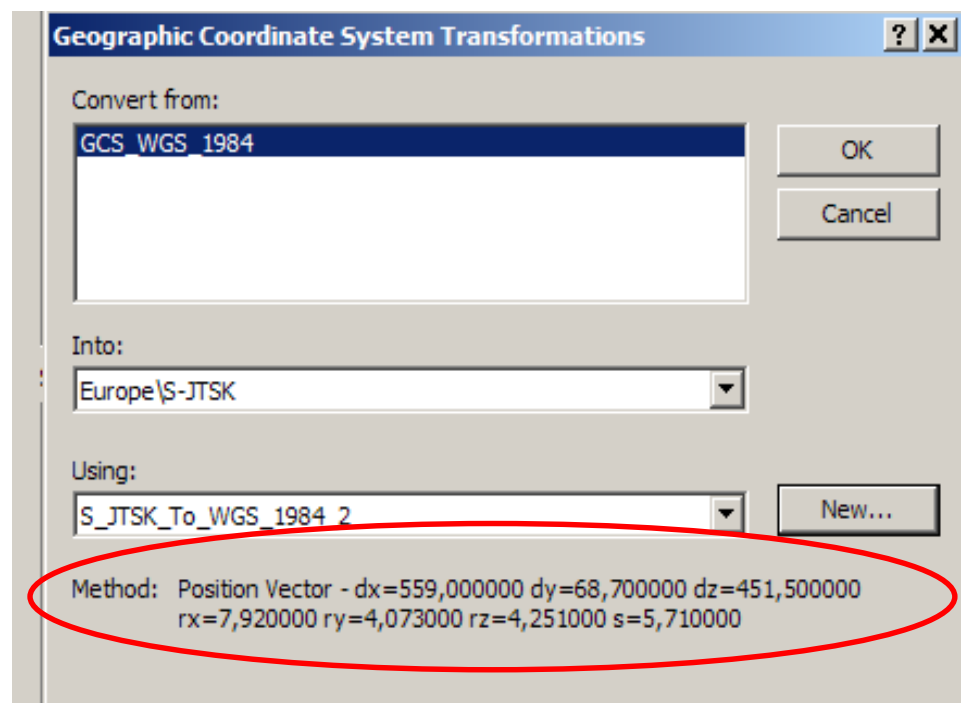 Geographic Coordinate System Transformations
Convert from:
GCS_WGS_1984
OK
Cancel
Into:
Europe\S-JTSK
Using:
S_JTSK_To_WGS_1984_2
New...
Method: Position Vector - dx=559,000000 dy=68,700000 dz=451,500000
rx=7,920000 ry=4,073000 rz=4,251000 s=5,710000